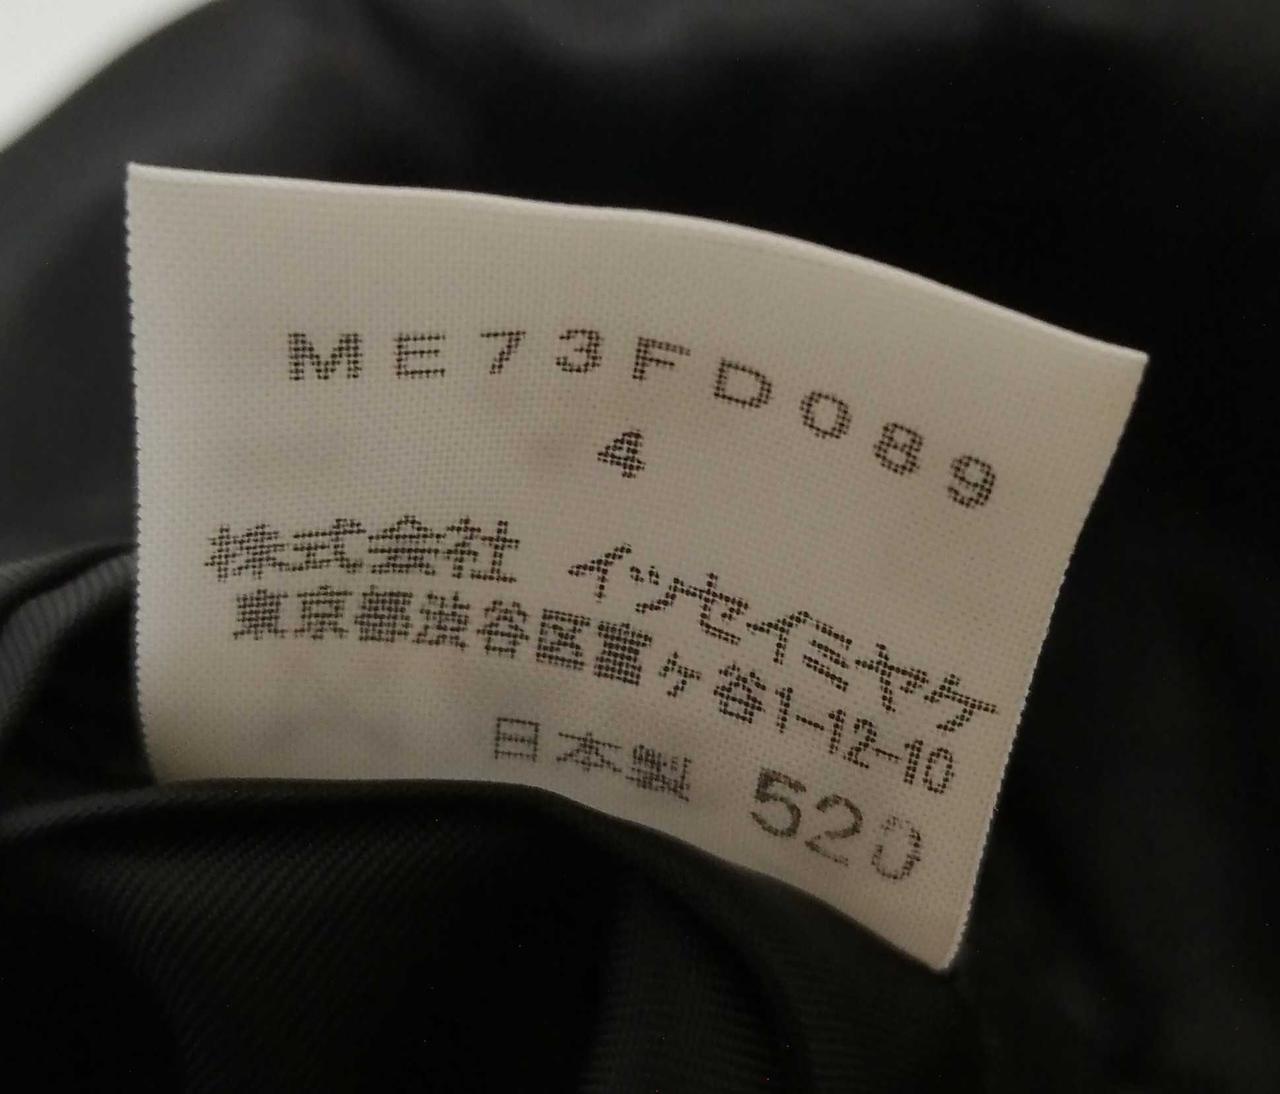 ME73FD089
4
株式会社 イッセイミヤケ
東京都渋谷区富ヶ谷1-12-10
日本製 520